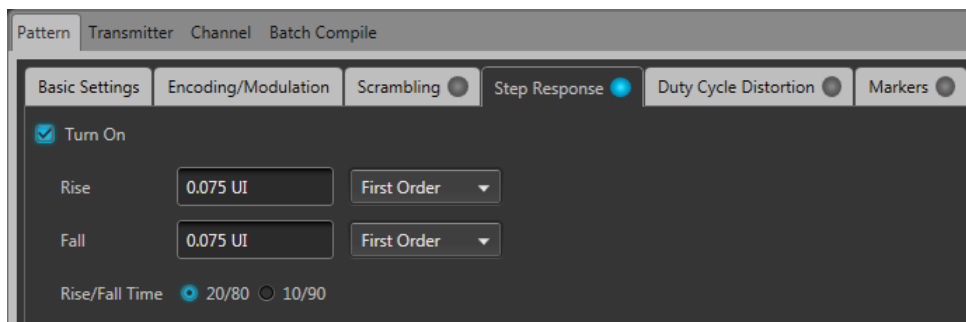 Pattern Transmitter Channel Batch Compile
Basic Settings Encoding/Modulation Scrambling Step Response Duty Cycle Distortion Markers
Turn On
Rise 0.075 UI First Order
Fall 0.075 UI First Order
Rise/Fall Time 20/80 10/90